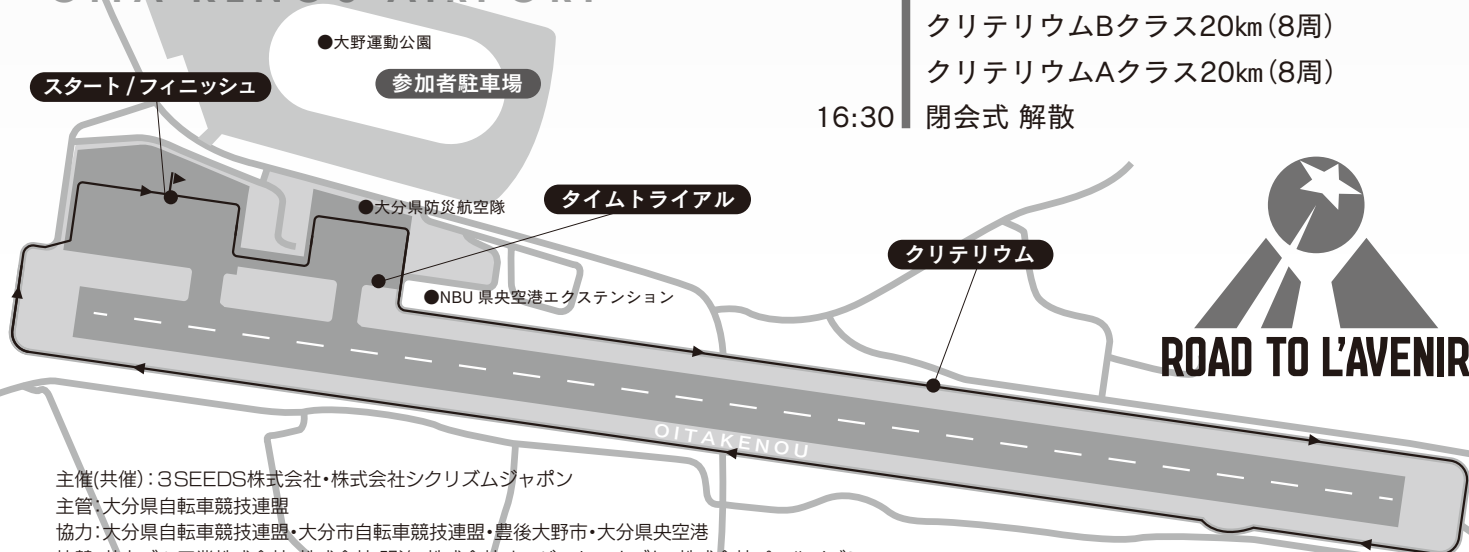 OITA KENOU AIRPORT
クリテリウムBクラス20㎞(8周)
クリテリウムAクラス20㎞(8周)
16:30 閉会式 解散
●大野運動公園
参加者駐車場
スタート/フィニッシュ
●大分県防災航空隊
タイムトライアル
クリテリウム
●NBU 県央空港エクステンション
ROAD TO L'AVENIR
OITAKENOU
主催(共催):3SEEDS株式会社・株式会社シクリズムジャポン
主管:大分県自転車競技連盟
協力:大分県自転車競技連盟・大分市自転車競技連盟・豊後大野市・大分県央空港